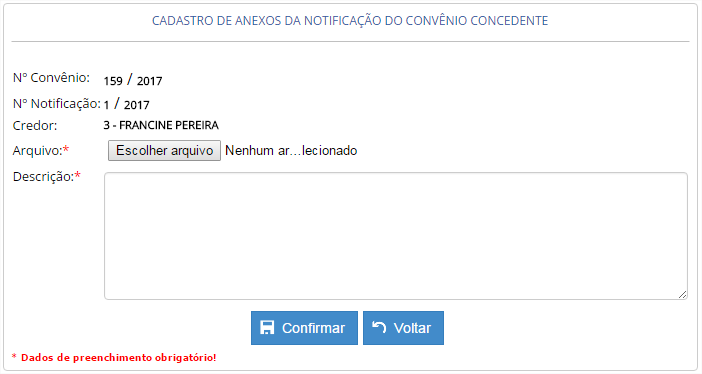 CADASTRO DE ANEXOS DA NOTIFICAÇÃO DO CONVÊNIO CONCEDENTE
Nº Convênio: 159 / 2017
Nº Notificação: 1 / 2017
Credor: 3 - FRANCINE PEREIRA
Arquivo:* Escolher arquivo Nenhum ar...lecionado
Descrição:*
Confirmar Voltar
* Dados de preenchimento obrigatório!